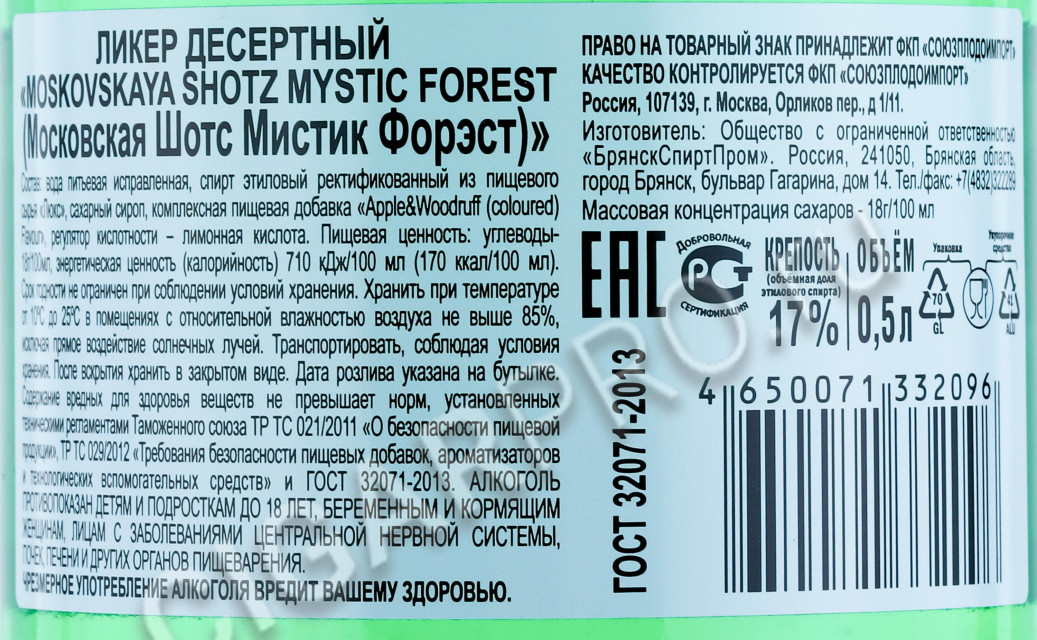 ЛИКЕР ДЕСЕРТНЫЙ
«MOSKOVSKAYA SHOTZ MYSTIC FOREST
(Московская Шотс Мистик Форэст)»
Состав: вода питьевая исправленная, спирт этиловый ректификованный из пищевого
сырья «Люкс», сахарный сироп, комплексная пищевая добавка «Apple&Woodruff (coloured)
Flavour», регулятор кислотности – лимонная кислота. Пищевая ценность: углеводы-
18г/100мл, энергетическая ценность (калорийность) 710 кДж/100 мл (170 ккал/100 мл).
Срок годности не ограничен при соблюдении условий хранения. Хранить при температуре
от 10°С до 25°С в помещениях с относительной влажностью воздуха не выше 85%,
исключая прямое воздействие солнечных лучей. Транспортировать, соблюдая условия
хранения. После вскрытия хранить в закрытом виде. Дата розлива указана на бутылке.
Содержание вредных для здоровья веществ не превышает норм, установленных
техническими регламентами Таможенного союза ТР ТС 021/2011 «О безопасности пищевой
продукции», ТР ТС 029/2012 «Требования безопасности пищевых добавок, ароматизаторов
и технологических вспомогательных средств» и ГОСТ 32071-2013. АЛКОГОЛЬ
ПРОТИВОПОКАЗАН ДЕТЯМ И ПОДРОСТКАМ ДО 18 ЛЕТ, БЕРЕМЕННЫМ И КОРМЯЩИМ
ЖЕНЩИНАМ, ЛИЦАМ С ЗАБОЛЕВАНИЯМИ ЦЕНТРАЛЬНОЙ НЕРВНОЙ СИСТЕМЫ,
ПОЧЕК, ПЕЧЕНИ И ДРУГИХ ОРГАНОВ ПИЩЕВАРЕНИЯ.
ЧРЕЗМЕРНОЕ УПОТРЕБЛЕНИЕ АЛКОГОЛЯ ВРЕДИТ ВАШЕМУ ЗДОРОВЬЮ.
ПРАВО НА ТОВАРНЫЙ ЗНАК ПРИНАДЛЕЖИТ ФКП «СОЮЗПЛОДОИМПОРТ»
КАЧЕСТВО КОНТРОЛИРУЕТСЯ ФКП «СОЮЗПЛОДОИМПОРТ»
Россия, 107139, г. Москва, Орликов пер., д 1/11.
Изготовитель: Общество с ограниченной ответственностью
«БрянскСпиртПром». Россия, 241050, Брянская область,
город Брянск, бульвар Гагарина, дом 14. Тел./факс: +7(4832)322289
Массовая концентрация сахаров - 18г/100 мл
ЕАС
ДОБРОВОЛЬНАЯ
СЕРТИФИКАЦИЯ
КРЕПОСТЬ
(объемная доля
этилового спирта)
17%
ОБЪЁМ
0,5л
Упаковка
70
GL
Укупорочное
средство
41
ALU
ГОСТ 32071-2013
4 650071 332096
CIGARPRO.ru